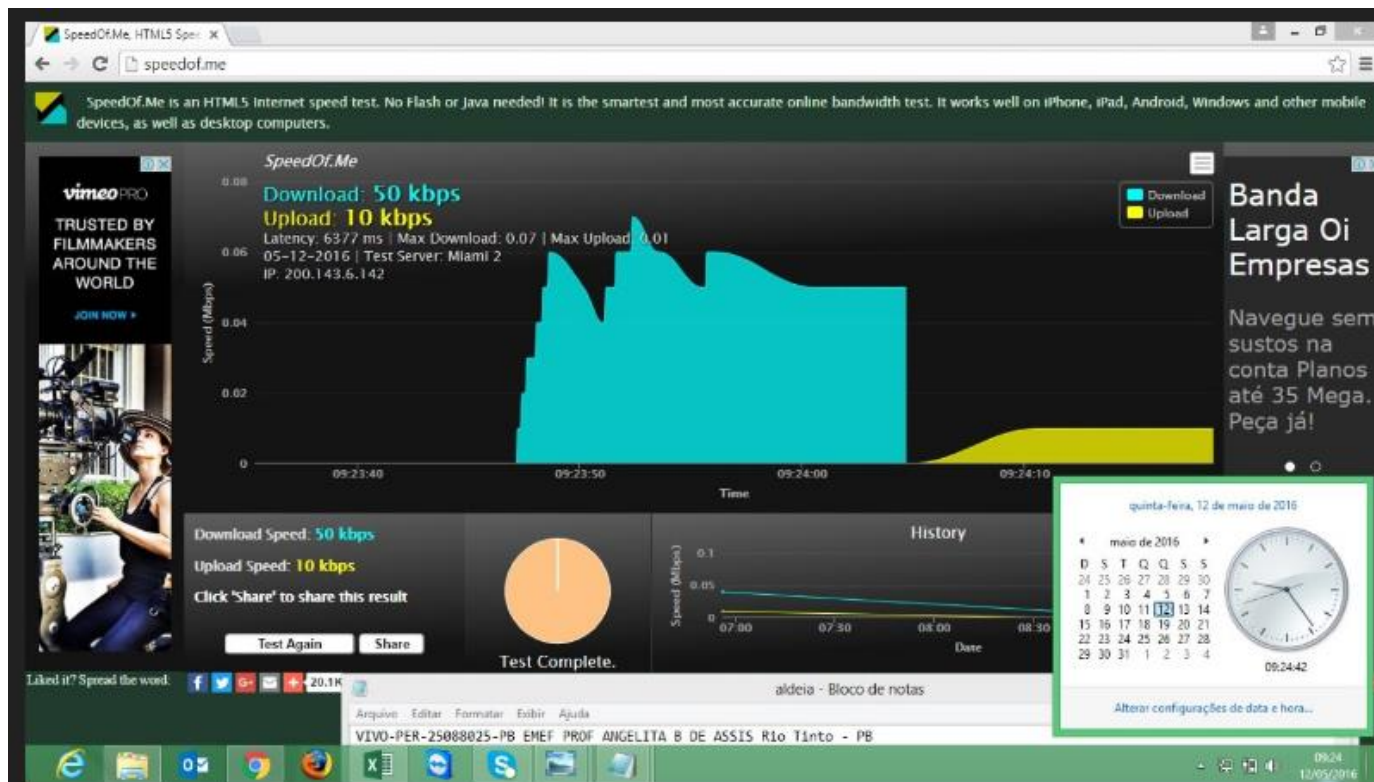 SpeedOf.Me, HTML5 Spee
speedof.me
SpeedOf.Me is an HTML5 Internet speed test. No Flash or Java needed! It is the smartest and most accurate online bandwidth test. It works well on iPhone, iPad, Android, Windows and other mobile
devices, as well as desktop computers.
vimeo PRO
TRUSTED BY
FILMMAKERS
AROUND THE
WORLD
JOIN NOW
SpeedOf.Me
Download: 50 kbps
Upload: 10 kbps
Latency: 6377 ms | Max Download: 0.07 | Max Upload: 0.01
05-12-2016 | Test Server: Miami 2
IP: 200.143.6.142
Download
Upload
0.08
0.06
0.04
0.02
0
Speed (Mbps)
09:23:40 09:23:50 09:24:00 09:24:10
Time
Banda
Larga Oi
Empresas
Navegue sem
sustos na
conta Planos
até 35 Mega.
Peça já!
Download Speed: 50 kbps
Upload Speed: 10 kbps
Click 'Share' to share this result
Test Again Share
Test Complete.
History
Speed (Mbps)
0.1
0.05
0
07:00 07:30 08:00 08:30
Date
quinta-feira, 12 de maio de 2016
maio de 2016
D S T Q Q S S
24 25 26 27 28 29 30
1 2 3 4 5 6 7
8 9 10 11 12 13 14
15 16 17 18 19 20 21
22 23 24 25 26 27 28
29 30 31 1 2 3 4
09:24:42
Alterar configurações de data e hora...
Liked it? Spread the word: 20.1K
aldeia - Bloco de notas
Arquivo Editar Formatar Exibir Ajuda
VIVO-PER-25088025-PB EMEF PROF ANGELITA B DE ASSIS Rio Tinto - PB
09:24
12/05/2016